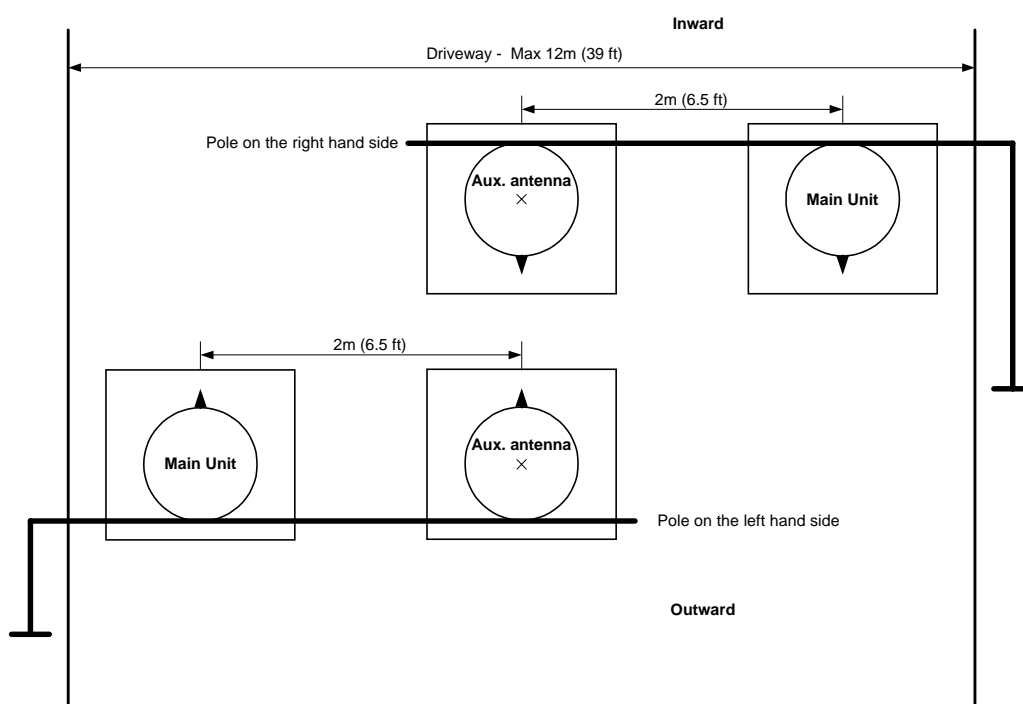 Inward
Driveway - Max 12m (39 ft)
2m (6.5 ft)
Pole on the right hand side
Aux. antenna
Main Unit
2m (6.5 ft)
Main Unit
Aux. antenna
Pole on the left hand side
Outward